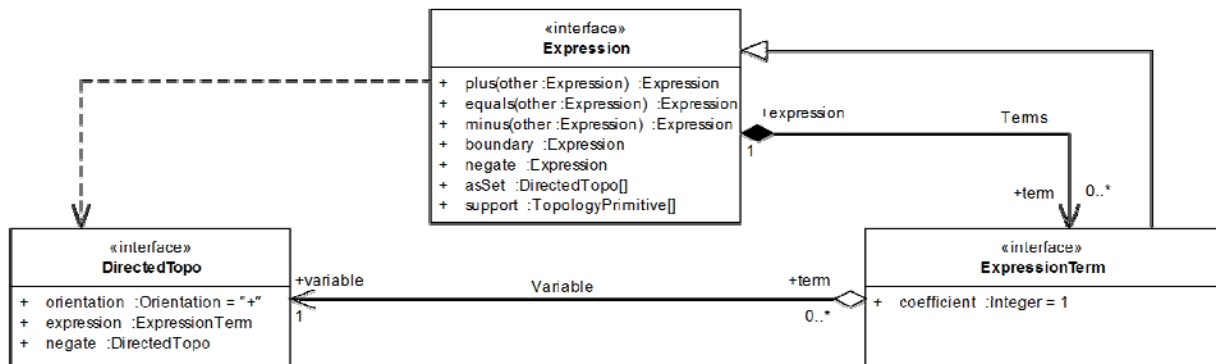 «interface»
Expression
+ plus(other :Expression) :Expression
+ equals(other :Expression) :Expression
+ minus(other :Expression) :Expression
+ boundary :Expression
+ negate :Expression
+ asSet :DirectedTopo[]
+ support :TopologyPrimitive[]
expression
Terms
1
+term
0..*
«interface»
DirectedTopo
+ orientation :Orientation = "+"
+ expression :ExpressionTerm
+ negate :DirectedTopo
+variable
1
Variable
+term
0..*
«interface»
ExpressionTerm
+ coefficient :Integer = 1